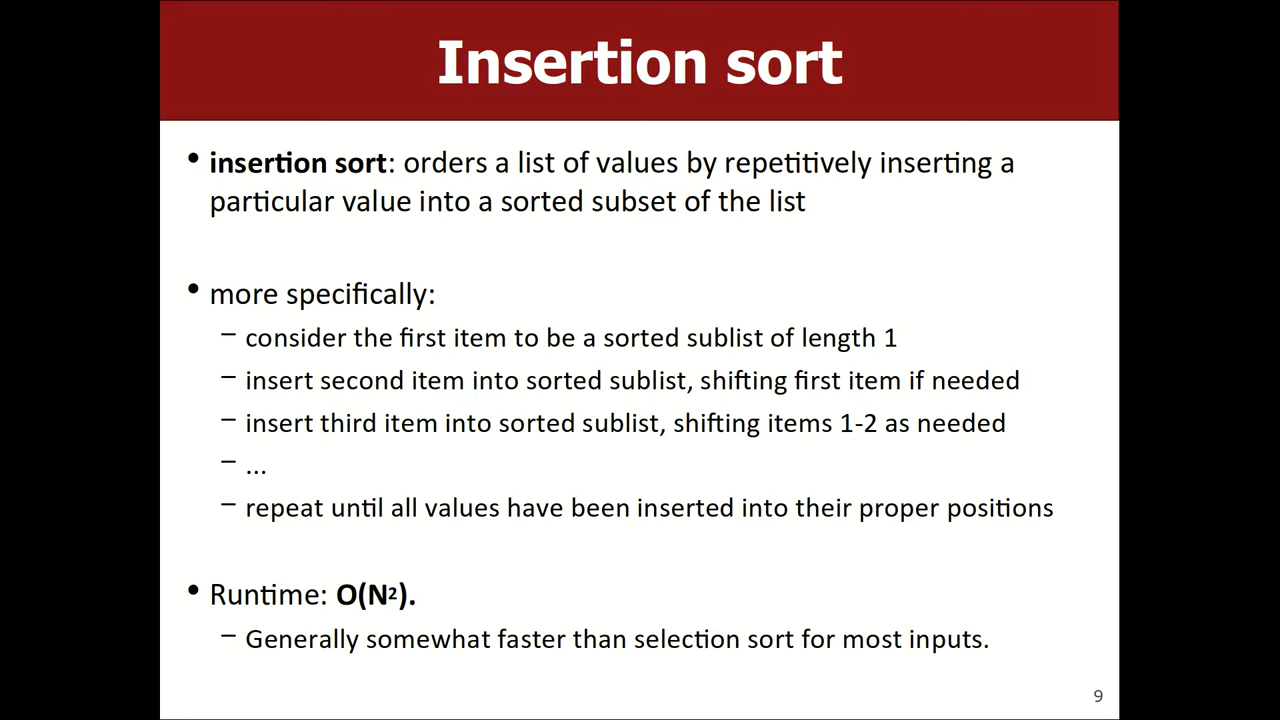 Insertion sort
• insertion sort: orders a list of values by repetitively inserting a
particular value into a sorted subset of the list
• more specifically:
– consider the first item to be a sorted sublist of length 1
– insert second item into sorted sublist, shifting first item if needed
– insert third item into sorted sublist, shifting items 1-2 as needed
– ...
– repeat until all values have been inserted into their proper positions
• Runtime: O(N²).
– Generally somewhat faster than selection sort for most inputs.
9